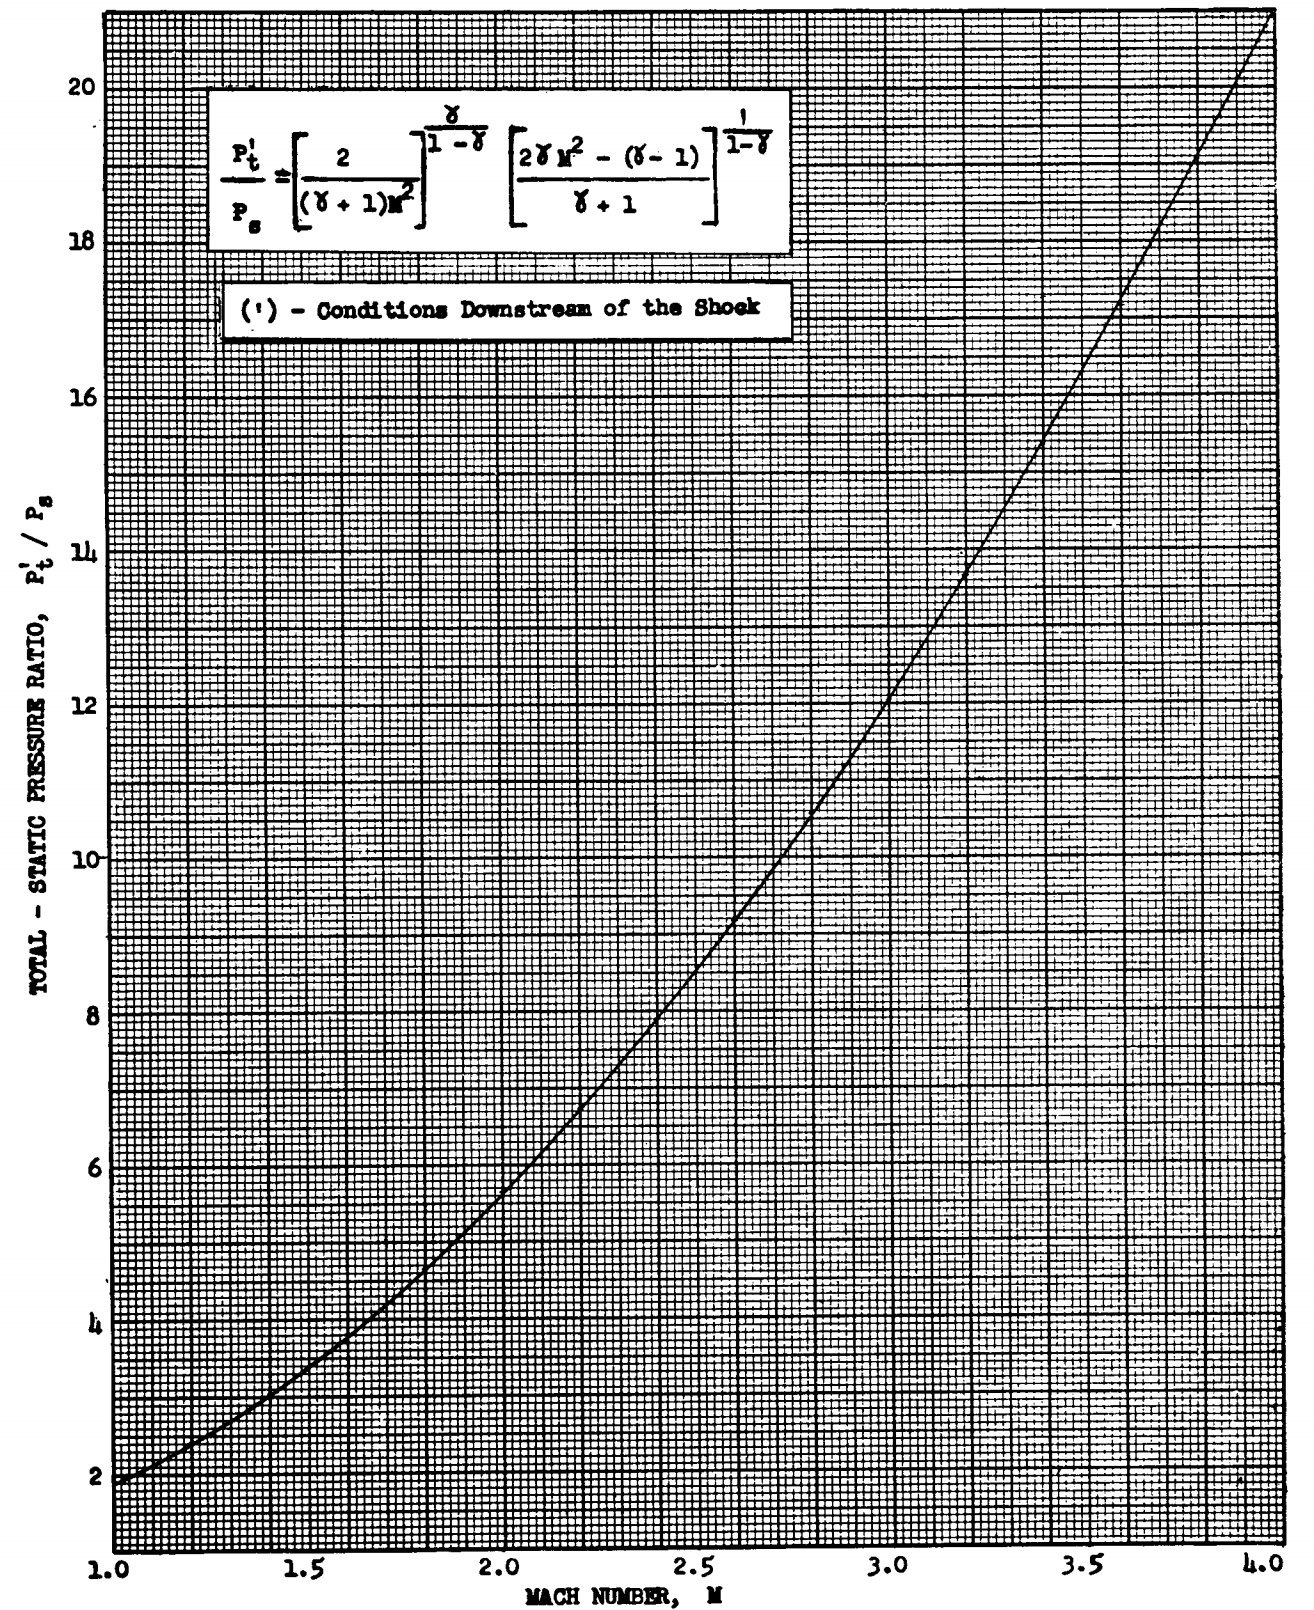 20
P't / Ps = [2 / (γ + 1)M²]^(γ / 1 - γ) [2γM² - (γ - 1) / γ + 1]^(1 / 1-γ)
18
(') - Conditions Downstream of the Shock
16
14
12
10
8
6
4
2
TOTAL - STATIC PRESSURE RATIO, P't / Ps
1.0 1.5 2.0 2.5 3.0 3.5 4.0
MACH NUMBER, M